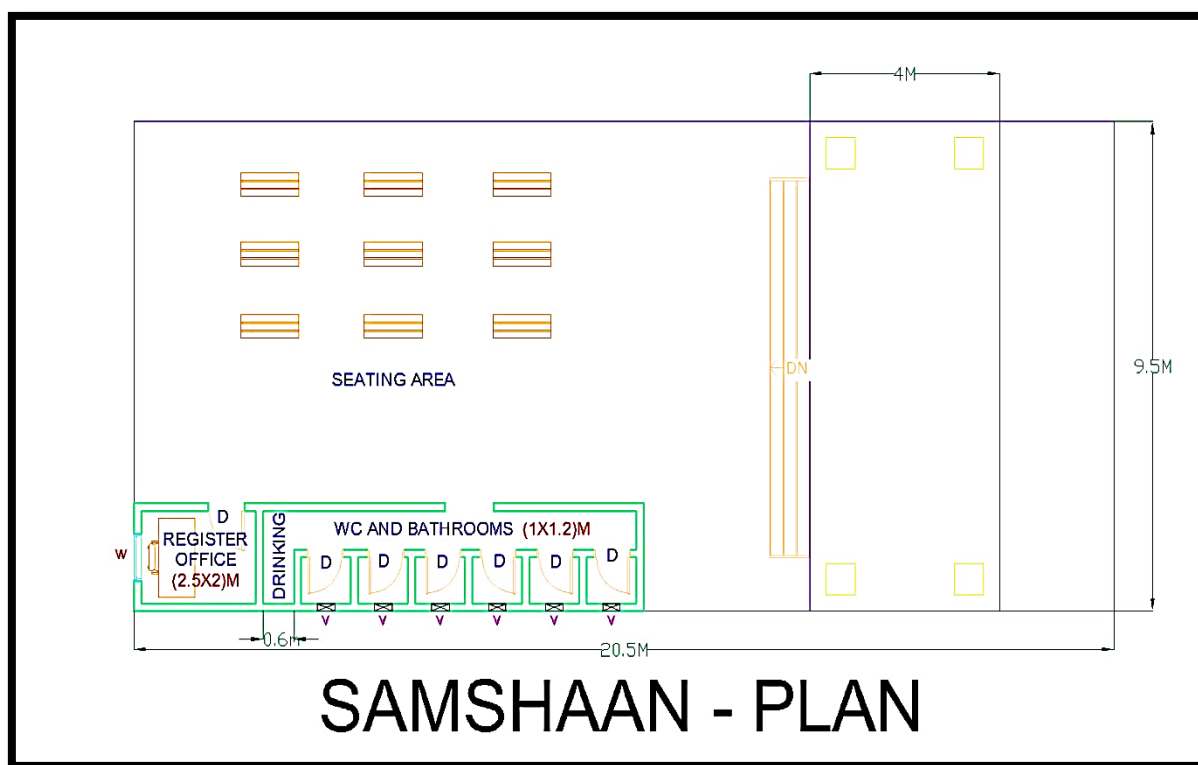 4M
9.5M
DN
SEATING AREA
D
REGISTER
OFFICE
(2.5X2)M
W
DRINKING
WC AND BATHROOMS (1X1.2)M
D
D
D
D
D
D
V
V
V
V
V
V
0.6m
20.5M
SAMSHAAN - PLAN